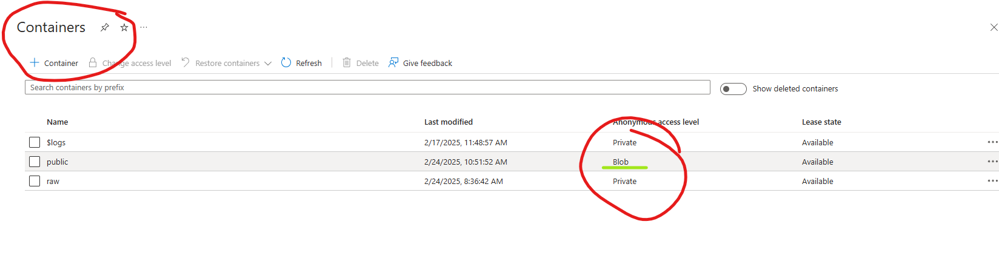 Containers
Container Change access level Restore containers Refresh Delete Give feedback
Search containers by prefix Show deleted containers
Name Last modified Anonymous access level Lease state
$logs 2/17/2025, 11:48:57 AM Private Available
public 2/24/2025, 10:51:52 AM Blob Available
raw 2/24/2025, 8:36:42 AM Private Available